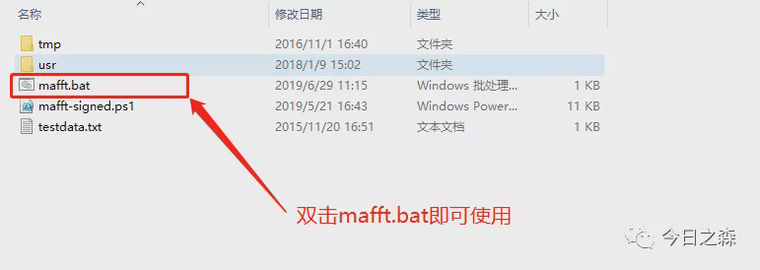 名称 修改日期 类型 大小
tmp 2016/11/1 16:40 文件夹
usr 2018/1/9 15:02 文件夹
mafft.bat 2019/6/29 11:15 Windows 批处理... 1 KB
mafft-signed.ps1 2019/5/21 16:43 Windows Power... 11 KB
testdata.txt 2015/11/20 16:51 文本文档 1 KB
双击mafft.bat即可使用
今日之森